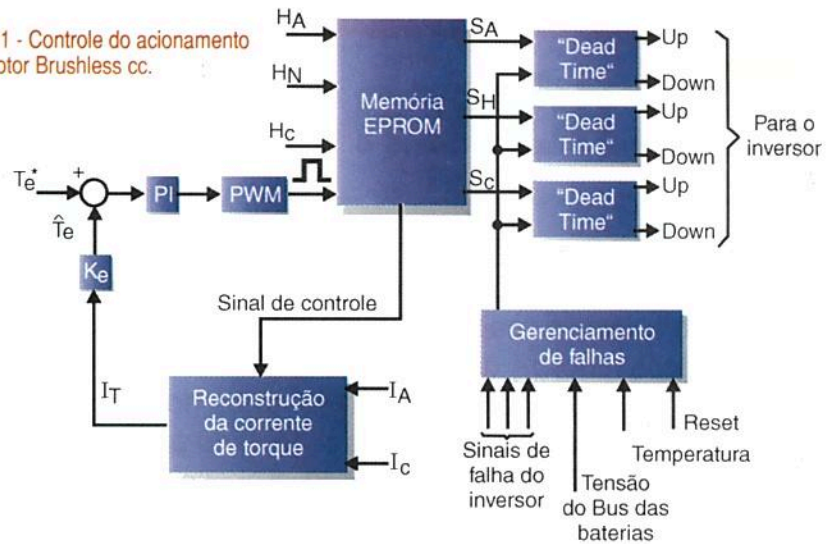 1 - Controle do acionamento
otor Brushless cc.
HA
HN
HC
Memória
EPROM
SA
SH
SC
"Dead
Time"
Up
Down
"Dead
Time"
Up
Down
"Dead
Time"
Up
Down
Para o
inversor
Te*
+
T̂e
PI
PWM
Ke
Sinal de controle
IT
Reconstrução
da corrente
de torque
IA
IC
Gerenciamento
de falhas
Sinais de
falha do
inversor
Tensão
do Bus das
baterias
Temperatura
Reset